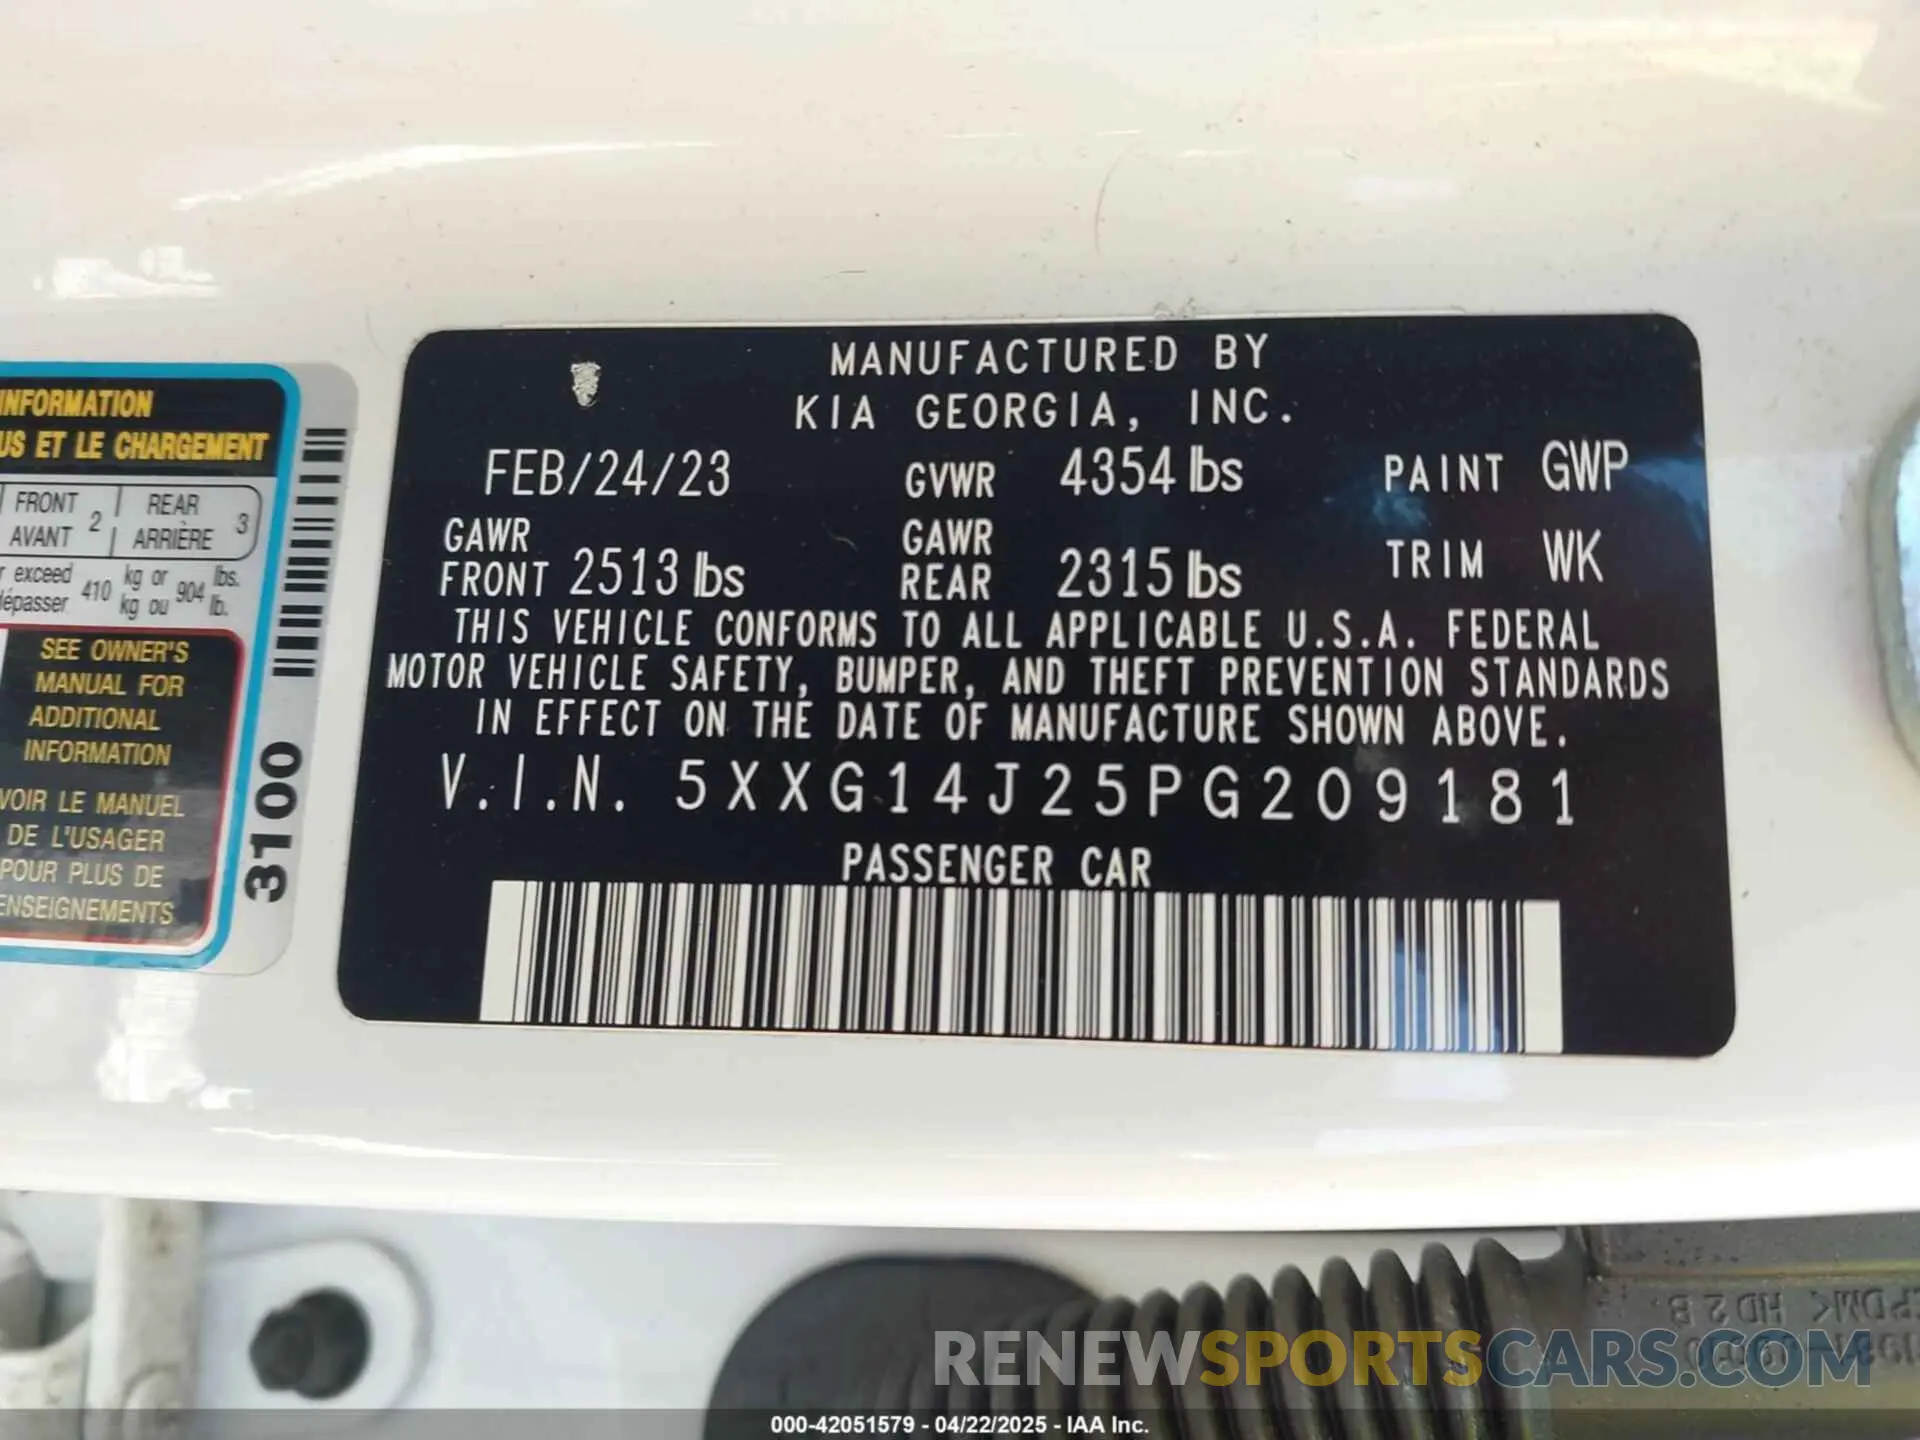 INFORMATION
US ET LE CHARGEMENT
FRONT 2 REAR 3
AVANT ARRIÈRE
exceed 410 kg or 904 lbs.
dépasser kg ou lb.
SEE OWNER'S
MANUAL FOR
ADDITIONAL
INFORMATION
VOIR LE MANUEL
DE L'USAGER
POUR PLUS DE
ENSEIGNEMENTS
3100
MANUFACTURED BY
KIA GEORGIA, INC.
FEB/24/23 GVWR 4354 lbs PAINT GWP
GAWR FRONT 2513 lbs GAWR REAR 2315 lbs TRIM WK
THIS VEHICLE CONFORMS TO ALL APPLICABLE U.S.A. FEDERAL
MOTOR VEHICLE SAFETY, BUMPER, AND THEFT PREVENTION STANDARDS
IN EFFECT ON THE DATE OF MANUFACTURE SHOWN ABOVE.
V.I.N. 5XXG14J25PG209181
PASSENGER CAR
HD2B
RENEWSPORTSCARS.COM
000-42051579 - 04/22/2025 - IAA Inc.